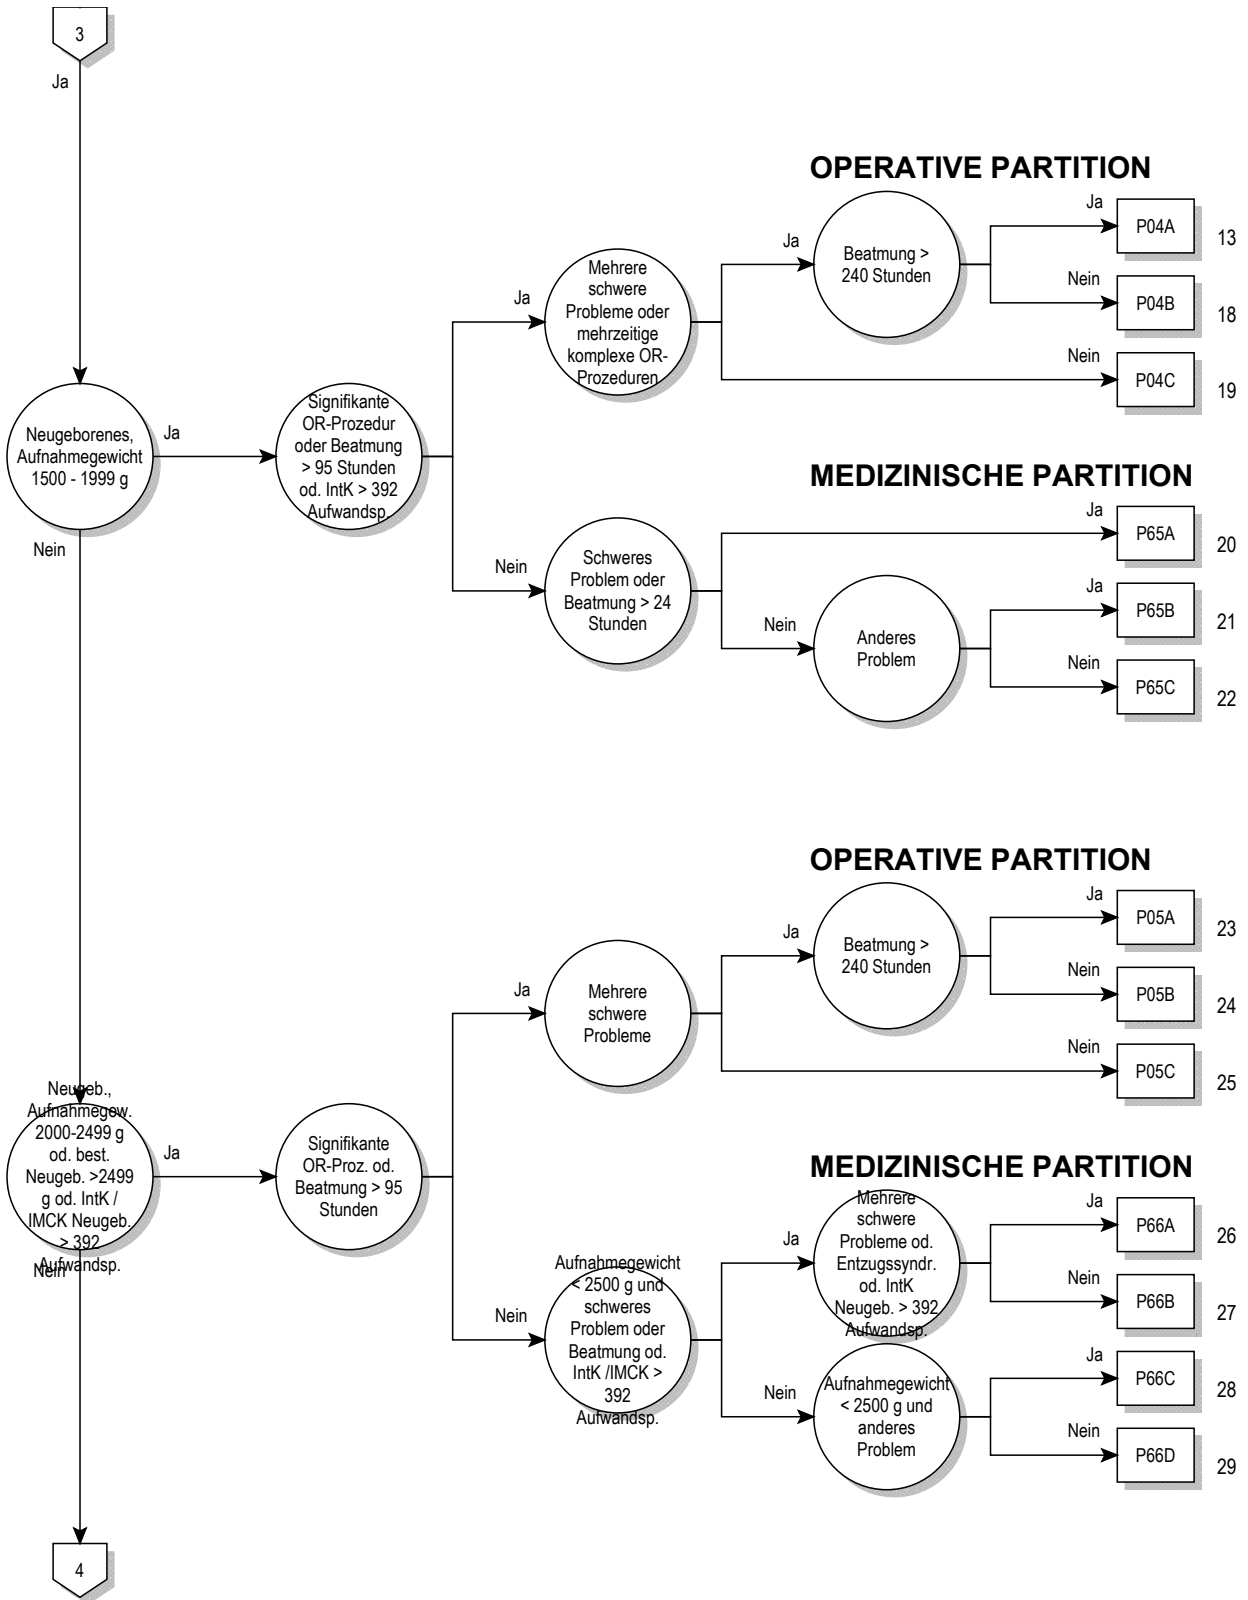 3
Ja
OPERATIVE PARTITION
Neugeborenes,
Aufnahmegewicht
1500 - 1999 g
Ja
Nein
Signifikante
OR-Prozedur
oder Beatmung
> 95 Stunden
od. IntK > 392
Aufwandsp.
Ja
Mehrere
schwere
Probleme oder
mehrzeitige
komplexe OR-
Prozeduren
Ja
Beatmung >
240 Stunden
Ja
P04A
13
Nein
P04B
18
Nein
P04C
19
MEDIZINISCHE PARTITION
Nein
Schweres
Problem oder
Beatmung > 24
Stunden
Ja
P65A
20
Nein
Anderes
Problem
Ja
P65B
21
Nein
P65C
22
OPERATIVE PARTITION
Neugeb.,
Aufnahmegew.
2000-2499 g
od. best.
Neugeb. >2499
g od. IntK /
IMCK Neugeb.
> 392
Aufwandsp.
Ja
Nein
Signifikante
OR-Proz. od.
Beatmung > 95
Stunden
Ja
Mehrere
schwere
Probleme
Ja
Beatmung >
240 Stunden
Ja
P05A
23
Nein
P05B
24
Nein
P05C
25
MEDIZINISCHE PARTITION
Nein
Aufnahmegewicht
< 2500 g und
schweres
Problem oder
Beatmung od.
IntK /IMCK >
392
Aufwandsp.
Ja
Mehrere
schwere
Probleme od.
Entzugssyndr.
od. IntK
Neugeb. > 392
Aufwandsp.
Ja
P66A
26
Nein
P66B
27
Nein
Aufnahmegewicht
< 2500 g und
anderes
Problem
Ja
P66C
28
Nein
P66D
29
4